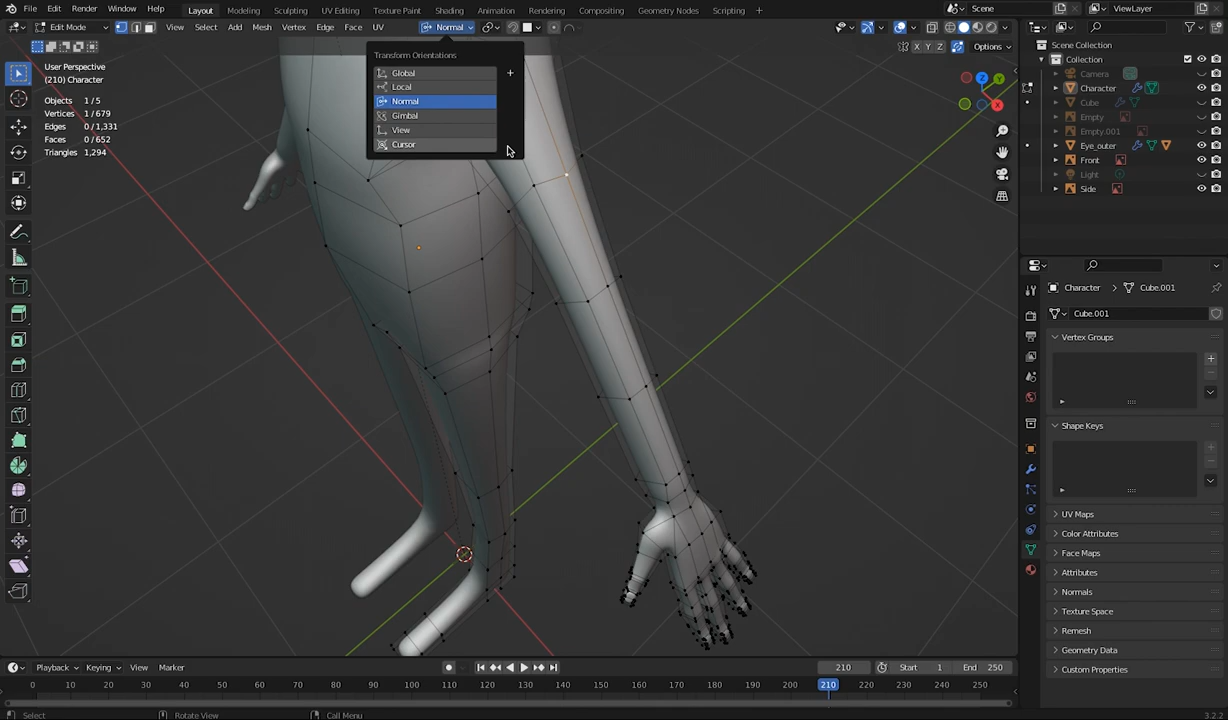 File Edit Render Window Help Layout Modeling Sculpting UV Editing Texture Paint Shading Animation Rendering Compositing Geometry Nodes Scripting + Scene ViewLayer
Edit Mode View Select Add Mesh Vertex Edge Face UV Normal
X Y Z Options
User Perspective
(210) Character
Objects 1 / 5
Vertices 1 / 679
Edges 0 / 1,331
Faces 0 / 652
Triangles 1,294
Transform Orientations
Global +
Local
Normal
Gimbal
View
Cursor
Z
Y
X
Scene Collection
Collection
Camera
Character
Cube
Empty
Empty.001
Eye_outer
Front
Light
Side
Character > Cube.001
Cube.001
Vertex Groups
Shape Keys
UV Maps
Color Attributes
Face Maps
Attributes
Normals
Texture Space
Remesh
Geometry Data
Custom Properties
Playback Keying View Marker 210 Start 1 End 250
0 10 20 30 40 50 60 70 80 90 100 110 120 130 140 150 160 170 180 190 200 210 220 230 240 250
Select Rotate View Call Menu 3.2.2